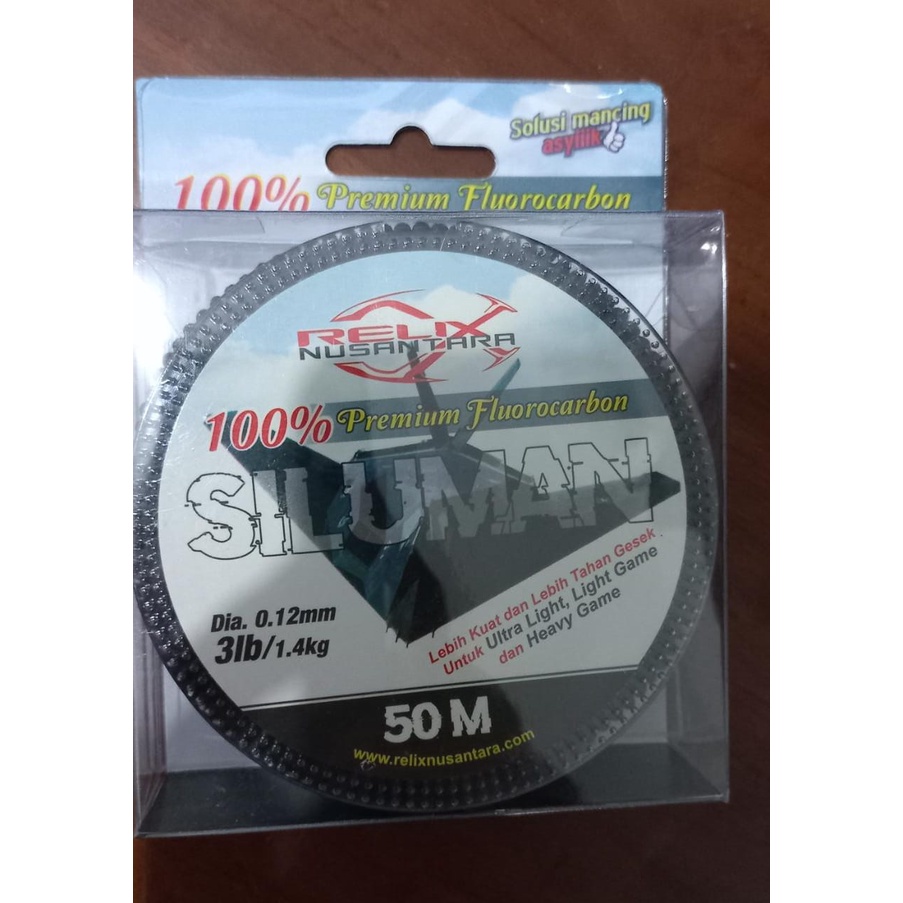 Solusi mancing
asyiiik
100% Premium Fluorocarbon
RELIX
NUSANTARA
100% Premium Fluorocarbon
SILUMAN
Dia. 0.12mm
3lb/1.4kg
Lebih Kuat dan Lebih Tahan Gesek
Untuk Ultra Light, Light Game
dan Heavy Game
50 M
www.relixnusantara.com